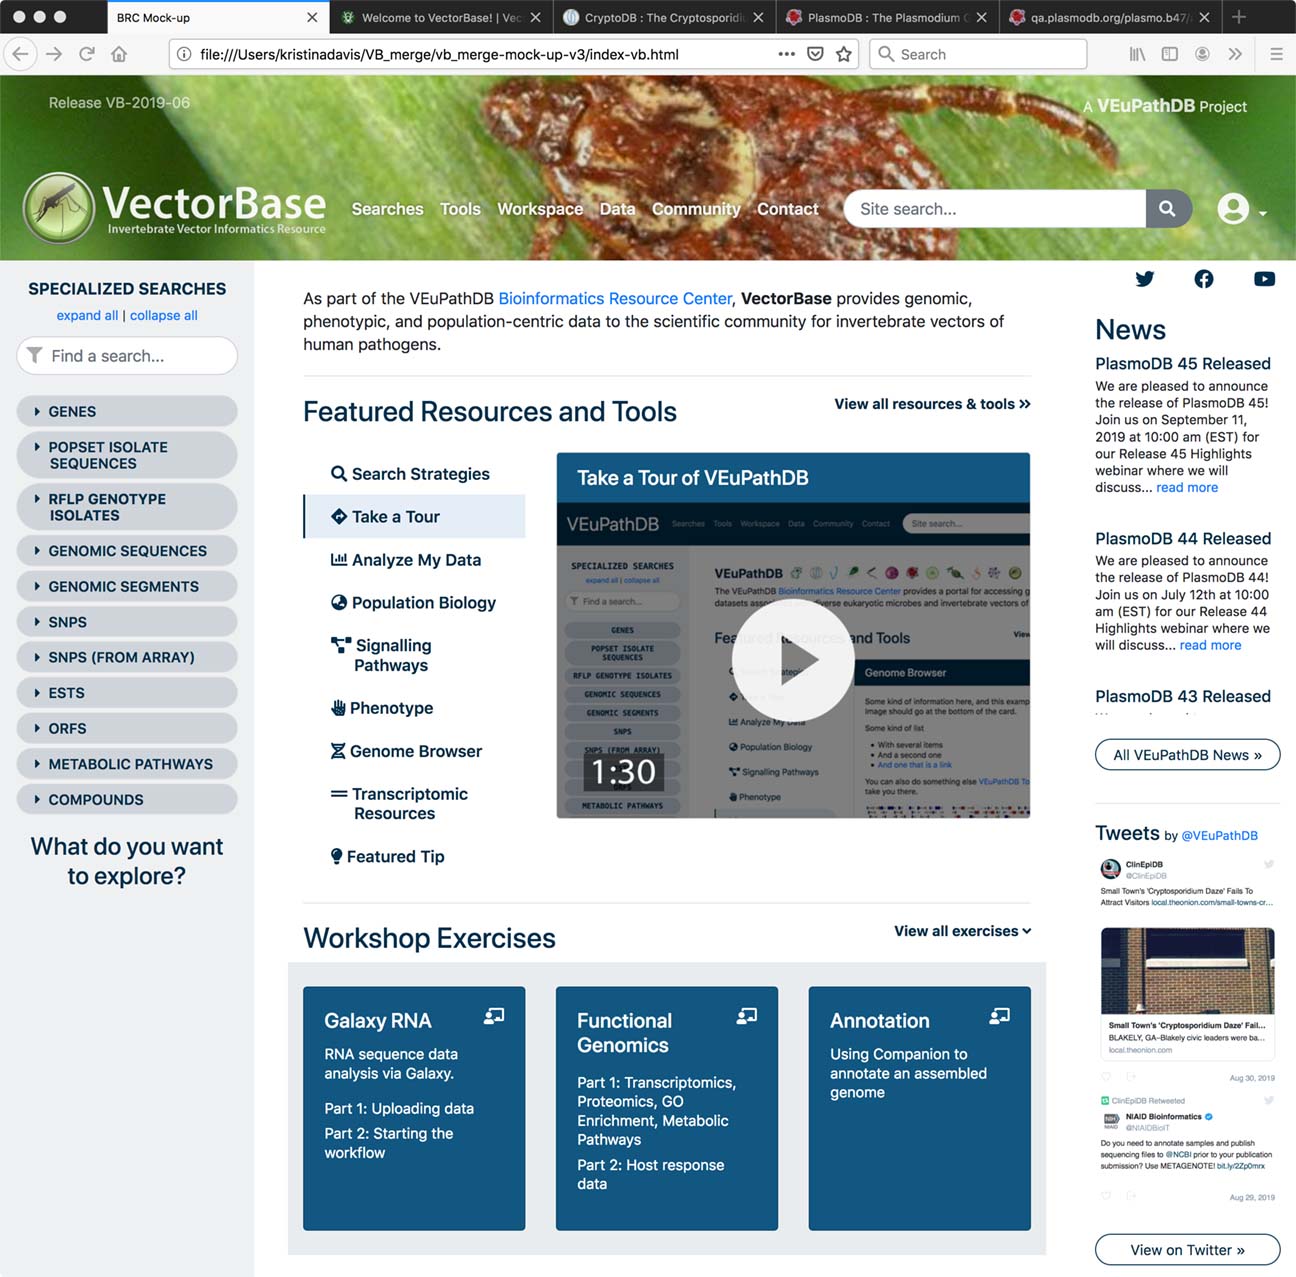 BRC Mock-up
Welcome to VectorBase! | Vec
CryptoDB : The Cryptosporidi
PlasmoDB : The Plasmodium G
qa.plasmodb.org/plasmo.b47/
file:///Users/kristinadavis/VB_merge/vb_merge-mock-up-v3/index-vb.html
Search
Release VB-2019-06
A VEuPathDB Project
VectorBase
Invertebrate Vector Informatics Resource
Searches Tools Workspace Data Community Contact
Site search...
SPECIALIZED SEARCHES
expand all | collapse all
Find a search...
GENES
POPSET ISOLATE
SEQUENCES
RFLP GENOTYPE
ISOLATES
GENOMIC SEQUENCES
GENOMIC SEGMENTS
SNPS
SNPS (FROM ARRAY)
ESTS
ORFS
METABOLIC PATHWAYS
COMPOUNDS
What do you want
to explore?
As part of the VEuPathDB Bioinformatics Resource Center, VectorBase provides genomic,
phenotypic, and population-centric data to the scientific community for invertebrate vectors of
human pathogens.
Featured Resources and Tools
View all resources & tools »
Search Strategies
Take a Tour
Analyze My Data
Population Biology
Signalling
Pathways
Phenotype
Genome Browser
Transcriptomic
Resources
Featured Tip
Take a Tour of VEuPathDB
VEuPathDB
Searches Tools Workspace Data Community Contact
Site search...
SPECIALIZED SEARCHES
expand all | collapse all
Find a search...
GENES
POPSET ISOLATE
SEQUENCES
RFLP GENOTYPE ISOLATES
GENOMIC SEQUENCES
GENOMIC SEGMENTS
SNPS
SNPS (FROM ARRAY)
METABOLIC PATHWAYS
VEuPathDB
The VEuPathDB Bioinformatics Resource Center provides a portal for accessing g
datasets associated diverse eukaryotic microbes and invertebrate vectors of
Featured Resources and Tools
View
Analyze My Data
Population Biology
Signalling Pathways
Phenotype
Genome Browser
Some kind of information here, and this examp
image should go at the bottom of the card.
Some kind of list
With several items
And a second one
And one that is a link
You can also do something else VEuPathDB To
take you there.
1:30
Workshop Exercises
View all exercises
Galaxy RNA
RNA sequence data
analysis via Galaxy.
Part 1: Uploading data
Part 2: Starting the
workflow
Functional
Genomics
Part 1: Transcriptomics,
Proteomics, GO
Enrichment, Metabolic
Pathways
Part 2: Host response
data
Annotation
Using Companion to
annotate an assembled
genome
News
PlasmoDB 45 Released
We are pleased to announce
the release of PlasmoDB 45!
Join us on September 11,
2019 at 10:00 am (EST) for
our Release 45 Highlights
webinar where we will
discuss... read more
PlasmoDB 44 Released
We are pleased to announce
the release of PlasmoDB 44!
Join us on July 12th at 10:00
am (EST) for our Release 44
Highlights webinar where we
will discuss... read more
PlasmoDB 43 Released
All VEuPathDB News »
Tweets by @VEuPathDB
ClinEpiDB
@ClinEpiDB
Small Town's 'Cryptosporidium Daze' Fails To
Attract Visitors local.theonion.com/small-towns-cr...
Small Town's 'Cryptosporidium Daze' Fail...
BLAKELY, GA–Blakely civic leaders were ba...
local.theonion.com
Aug 30, 2019
ClinEpiDB Retweeted
NIH
NIAID
NIAID Bioinformatics
@NIAIDBioIT
Do you need to annotate samples and publish
sequencing files to @NCBI prior to your publication
submission? Use METAGENOTE! bit.ly/2Zp0mrx
Aug 29, 2019
View on Twitter »